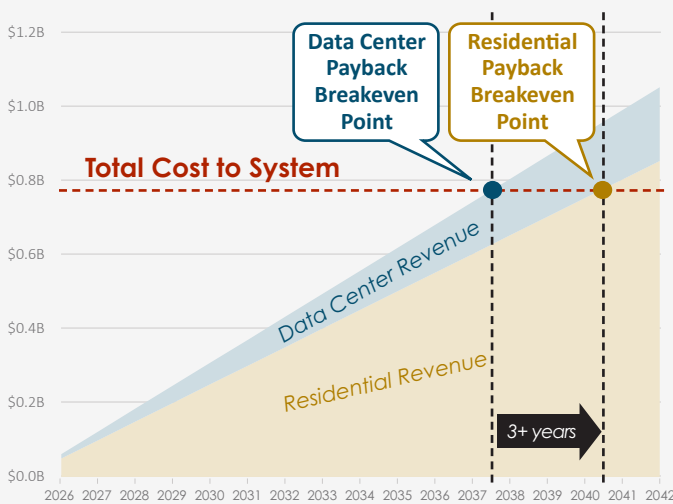 $1.2B
$1.0B
$0.8B
$0.6B
$0.4B
$0.2B
$0.0B
Data Center
Payback
Breakeven
Point
Residential
Payback
Breakeven
Point
Total Cost to System
Data Center Revenue
Residential Revenue
3+ years
2026 2027 2028 2029 2030 2031 2032 2033 2034 2035 2036 2037 2038 2039 2040 2041 2042